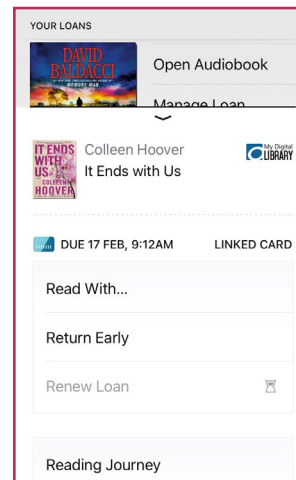 YOUR LOANS
DAVID
BALDACCI
MEMORY MAN
Open Audiobook
Manage Loan
IT ENDS
WITH
US
COLLEEN
HOOVER
Colleen Hoover
It Ends with Us
My Digital
LIBRARY
DUE 17 FEB, 9:12AM
LINKED CARD
Read With...
Return Early
Renew Loan
Reading Journey